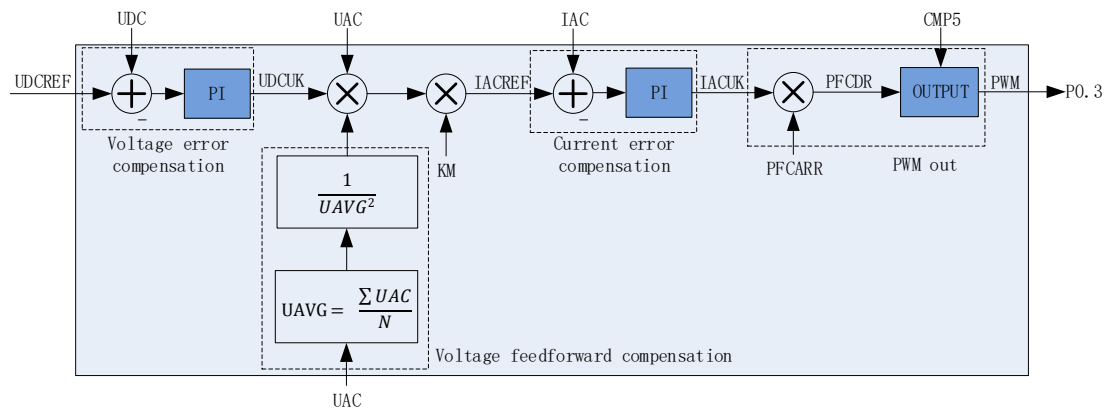 UDC
UAC
IAC
CMP5
UDCREF
+
−
PI
UDCUK
×
×
IACREF
+
−
PI
IACUK
×
PFCDR
OUTPUT
PWM
P0.3
Voltage error
compensation
KM
Current error
compensation
PFCARR
PWM out
1
UAVG²
UAVG = ∑ UAC
N
Voltage feedforward compensation
UAC